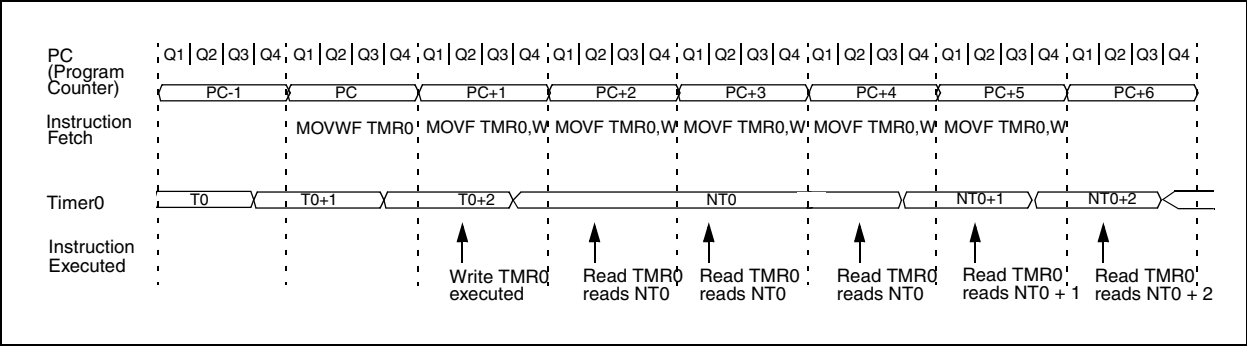 PC
(Program
Counter)
Q1 Q2 Q3 Q4 Q1 Q2 Q3 Q4 Q1 Q2 Q3 Q4 Q1 Q2 Q3 Q4 Q1 Q2 Q3 Q4 Q1 Q2 Q3 Q4 Q1 Q2 Q3 Q4 Q1 Q2 Q3 Q4
PC-1 PC PC+1 PC+2 PC+3 PC+4 PC+5 PC+6
Instruction
Fetch
MOVWF TMR0 MOVF TMR0,W MOVF TMR0,W MOVF TMR0,W MOVF TMR0,W MOVF TMR0,W
Timer0
T0 T0+1 T0+2 NT0 NT0+1 NT0+2
Instruction
Executed
Write TMR0
executed
Read TMR0
reads NT0
Read TMR0
reads NT0
Read TMR0
reads NT0
Read TMR0
reads NT0 + 1
Read TMR0
reads NT0 + 2